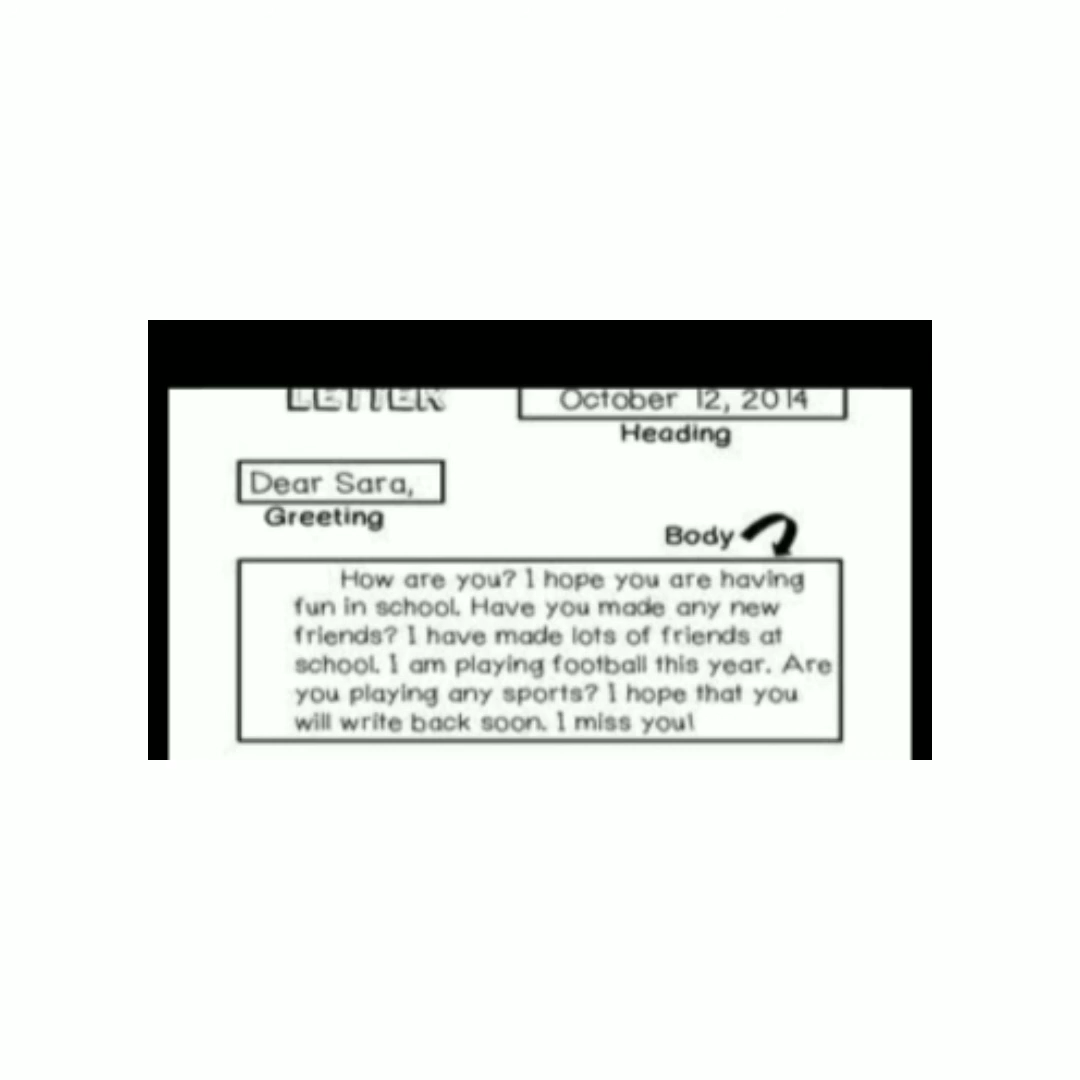 LETTER
October 12, 2014
Heading
Dear Sara,
Greeting
Body
How are you? I hope you are having
fun in school. Have you made any new
friends? I have made lots of friends at
school. I am playing football this year. Are
you playing any sports? I hope that you
will write back soon. I miss you!